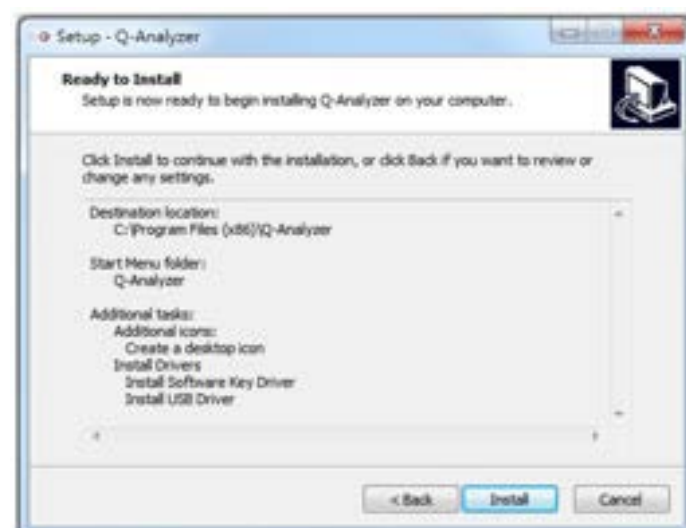 Setup - Q-Analyzer
Ready to Install
Setup is now ready to begin installing Q-Analyzer on your computer.
Click Install to continue with the installation, or click Back if you want to review or
change any settings.
Destination location:
C:\Program Files (x86)\Q-Analyzer
Start Menu folder:
Q-Analyzer
Additional tasks:
Additional icons:
Create a desktop icon
Install Drivers
Install Software Key Driver
Install USB Driver
< Back
Install
Cancel